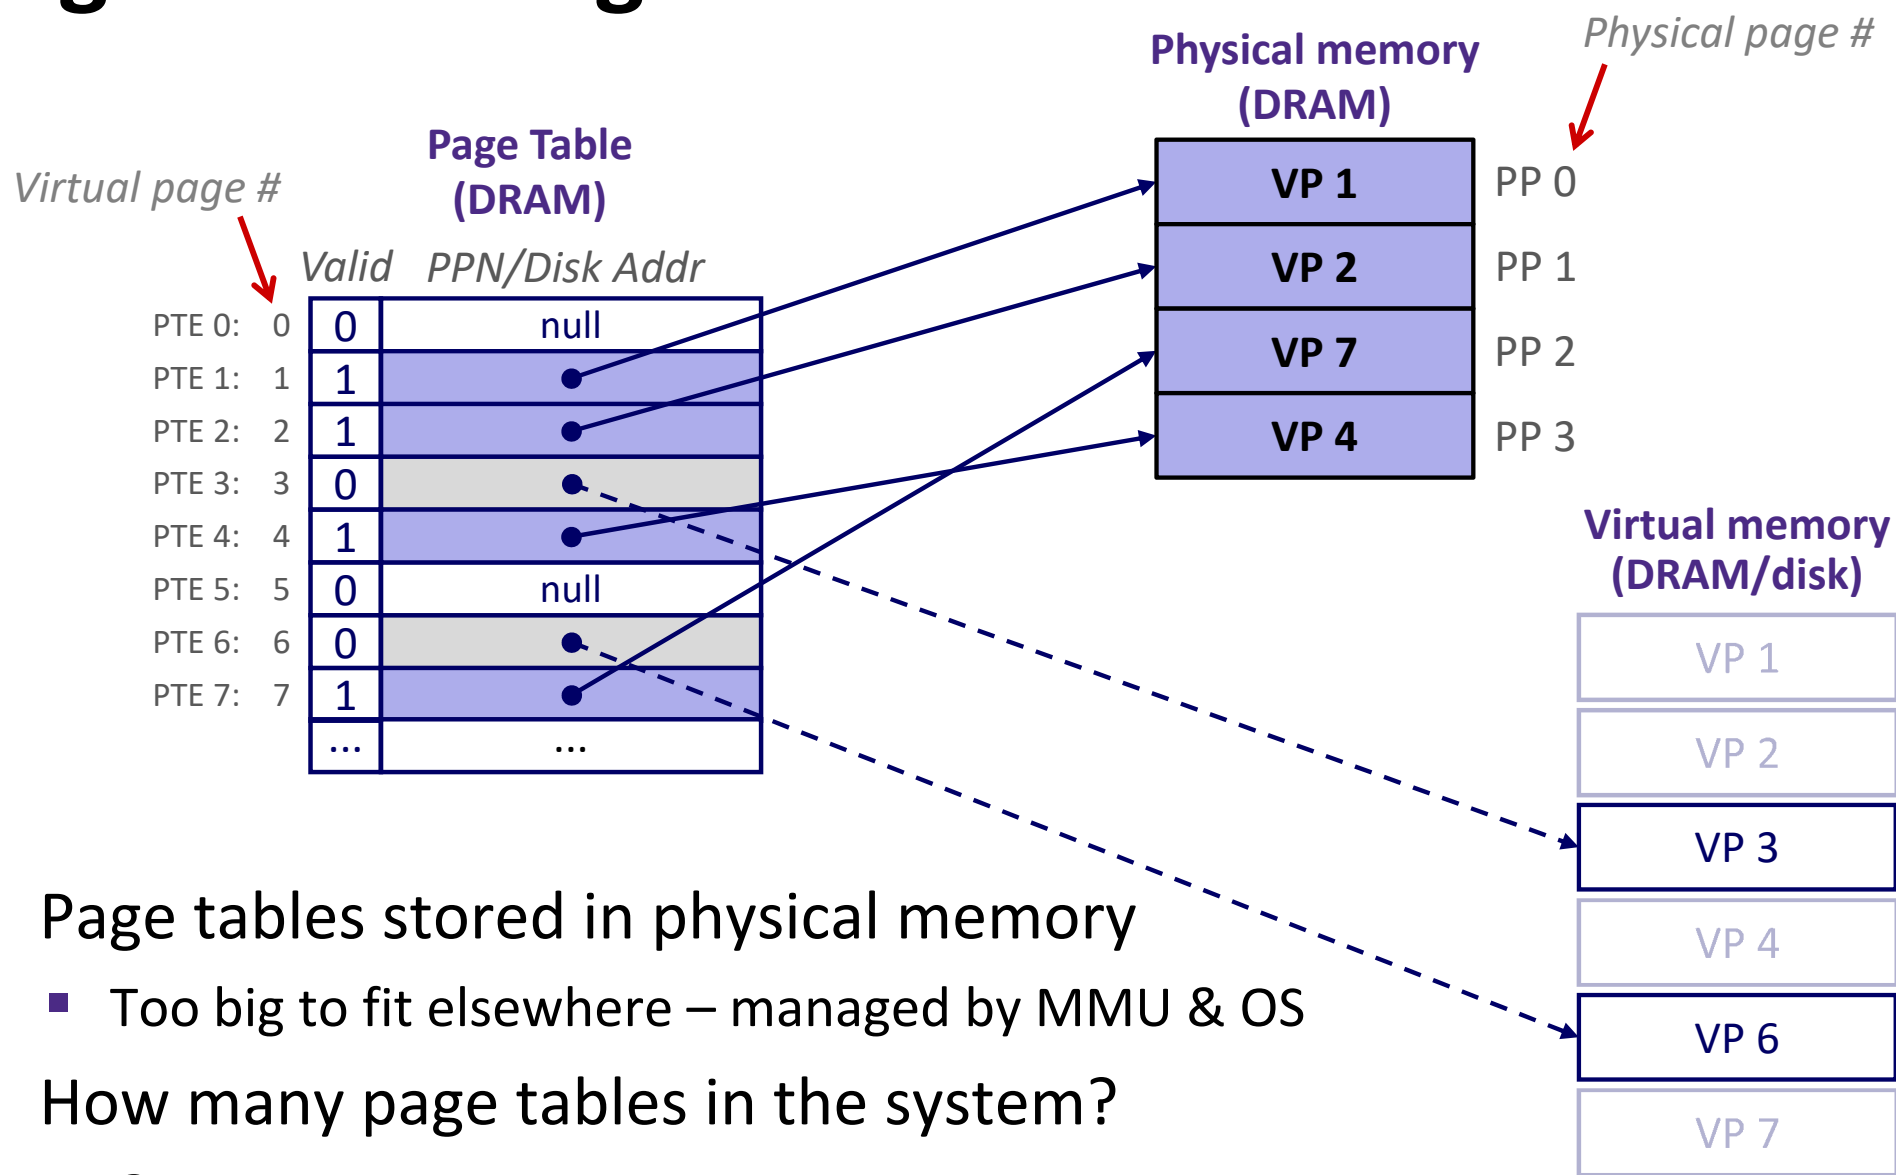 Physical page #
Physical memory
(DRAM)
Page Table
(DRAM)
Virtual page #
Valid PPN/Disk Addr
PTE 0: 0 0 null
PTE 1: 1 1
PTE 2: 2 1
PTE 3: 3 0
PTE 4: 4 1
PTE 5: 5 0 null
PTE 6: 6 0
PTE 7: 7 1
... ...
VP 1 PP 0
VP 2 PP 1
VP 7 PP 2
VP 4 PP 3
Virtual memory
(DRAM/disk)
VP 1
VP 2
VP 3
VP 4
VP 6
VP 7
Page tables stored in physical memory
▪ Too big to fit elsewhere – managed by MMU & OS
How many page tables in the system?